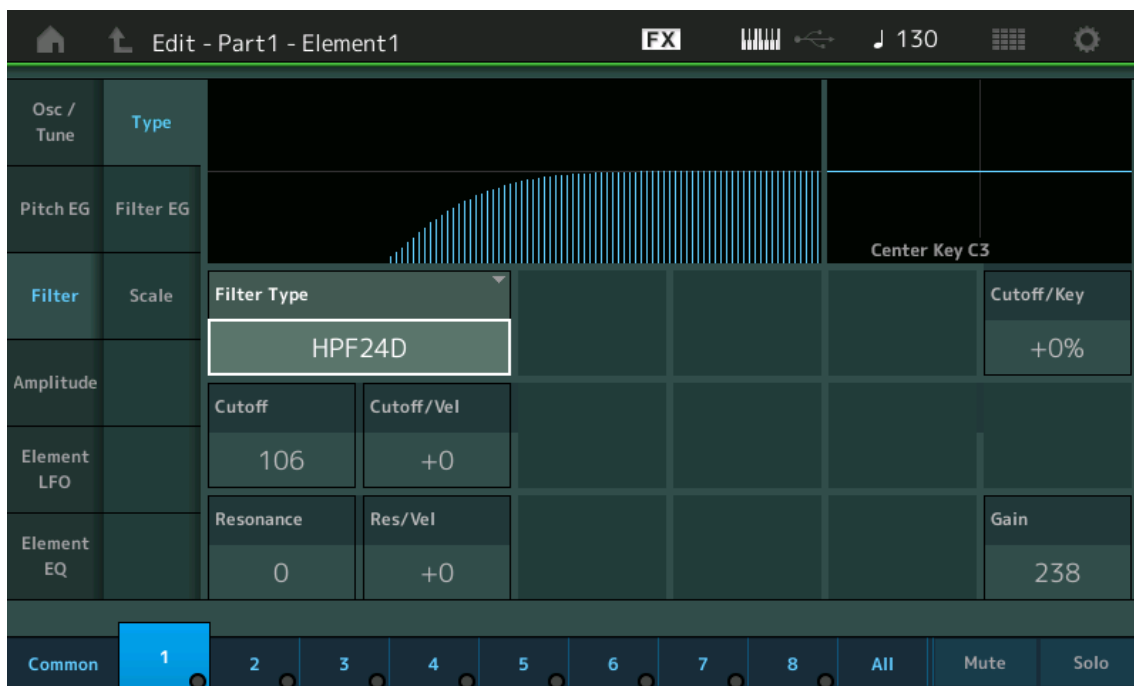 Edit - Part1 - Element1
FX
♩ 130
Osc /
Tune
Type
Pitch EG
Filter EG
Center Key C3
Filter
Scale
Filter Type
HPF24D
Cutoff/Key
+0%
Amplitude
Cutoff
Cutoff/Vel
106
+0
Element
LFO
Resonance
Res/Vel
Gain
0
+0
238
Element
EQ
Common
1
2
3
4
5
6
7
8
All
Mute
Solo